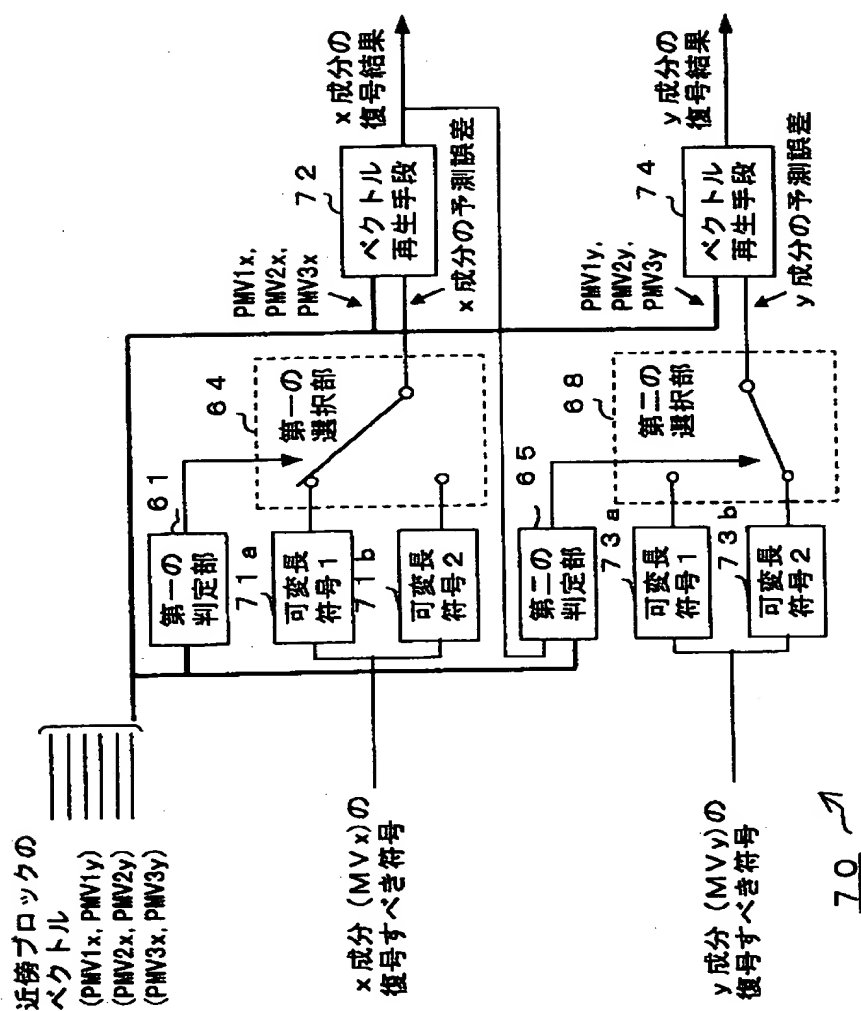 近傍ブロックの
ベクトル
(PMV1x, PMV1y)
(PMV2x, PMV2y)
(PMV3x, PMV3y)
x成分（MVx)の
復号すべき符号
y成分（MVy)の
復号すべき符号
７０
６１
第一の
判定部
７１a
可変長
符号１
７１b
可変長
符号２
６４
第一の
選択部
PMV1x,
PMV2x,
PMV3x
７２
ベクトル
再生手段
x成分の予測誤差
x成分の
復号結果
６５
第二の
判定部
７３a
可変長
符号１
７３b
可変長
符号２
６８
第二の
選択部
PMV1y,
PMV2y,
PMV3y
７４
ベクトル
再生手段
y成分の予測誤差
y成分の
復号結果